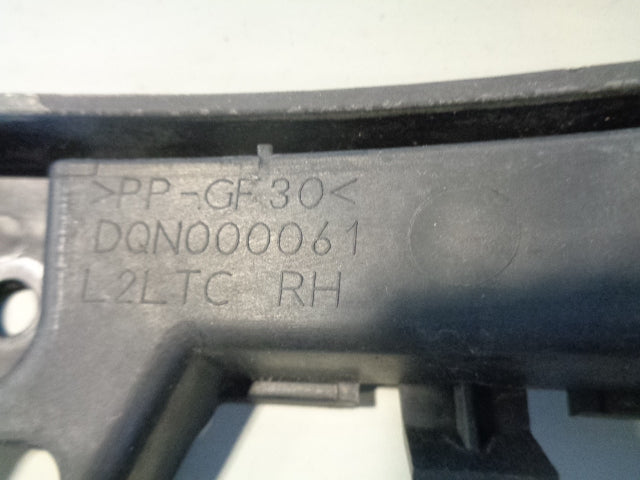 >PP-GF30<
DQN000061
L2LTC RH